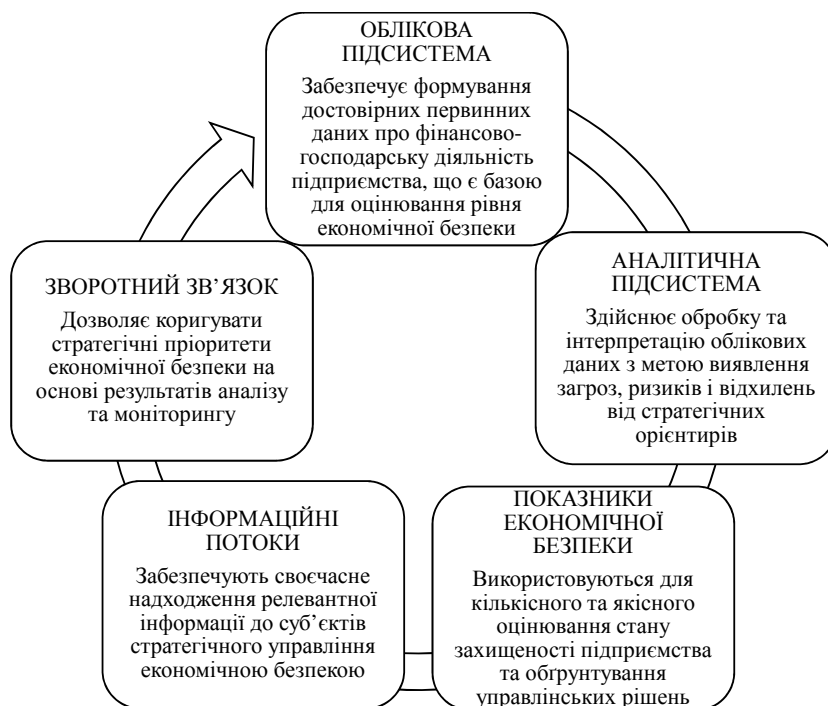 ОБЛІКОВА
ПІДСИСТЕМА
Забезпечує формування
достовірних первинних
даних про фінансово-
господарську діяльність
підприємства, що є базою
для оцінювання рівня
економічної безпеки
АНАЛІТИЧНА
ПІДСИСТЕМА
Здійснює обробку та
інтерпретацію облікових
даних з метою виявлення
загроз, ризиків і відхилень
від стратегічних
орієнтирів
ПОКАЗНИКИ
ЕКОНОМІЧНОЇ
БЕЗПЕКИ
Використовуються для
кількісного та якісного
оцінювання стану
захищеності підприємства
та обґрунтування
управлінських рішень
ІНФОРМАЦІЙНІ
ПОТОКИ
Забезпечують своєчасне
надходження релевантної
інформації до суб’єктів
стратегічного управління
економічною безпекою
ЗВОРОТНИЙ ЗВ’ЯЗОК
Дозволяє коригувати
стратегічні пріоритети
економічної безпеки на
основі результатів аналізу
та моніторингу